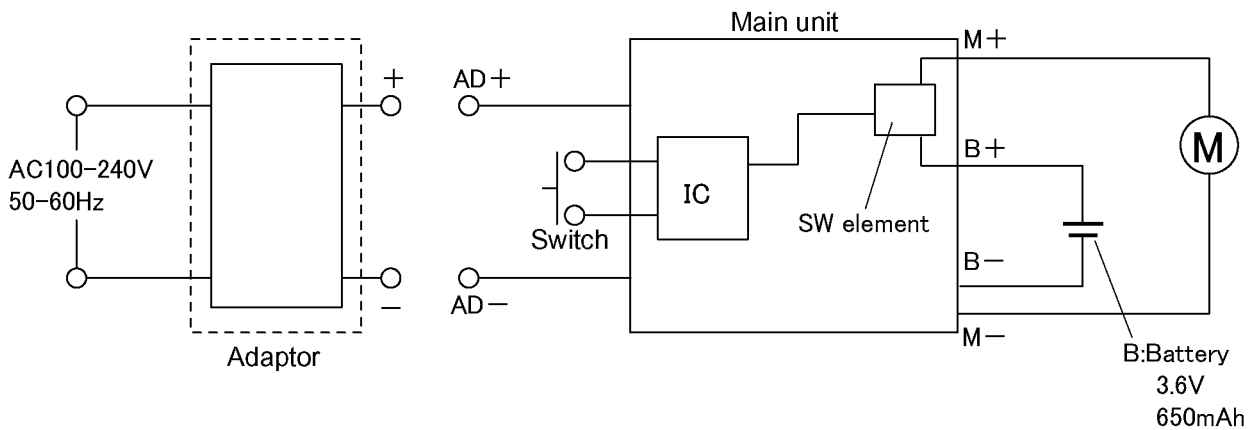 Main unit
M+
+
AD+
AC100-240V
50-60Hz
IC
B+
M
SW element
Switch
B-
-
AD-
M-
Adaptor
B:Battery
3.6V
650mAh